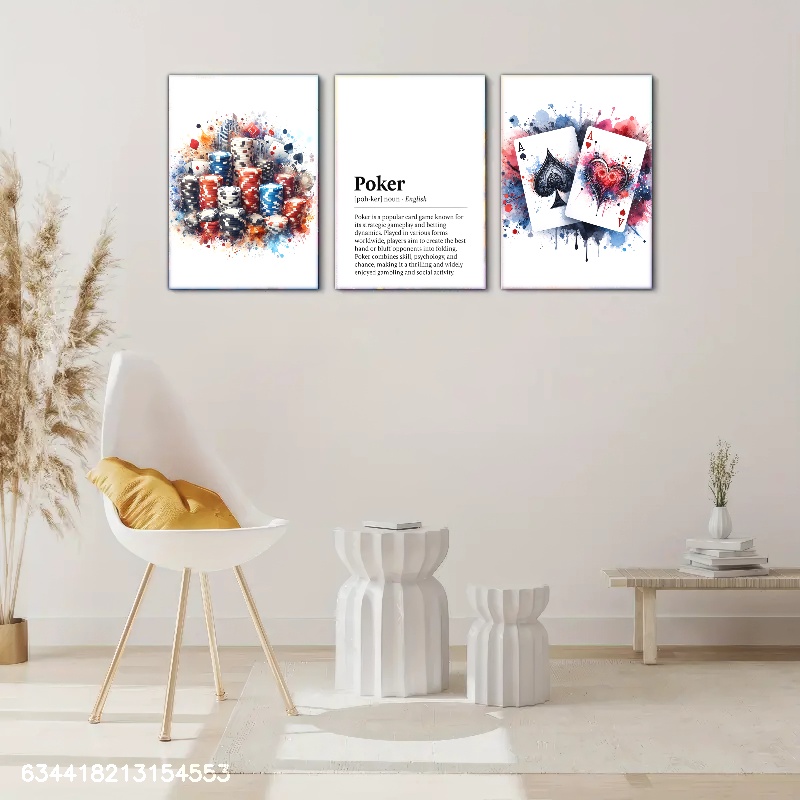 Poker
[poh-ker] noun · English
Poker is a popular card game known for
its strategic gameplay and betting
dynamics. Played in various forms
worldwide, players aim to create the best
hand or bluff opponents into folding.
Poker combines skill, psychology, and
chance, making it a thrilling and widely
enjoyed gambling and social activity
A
A
A
634418213154553